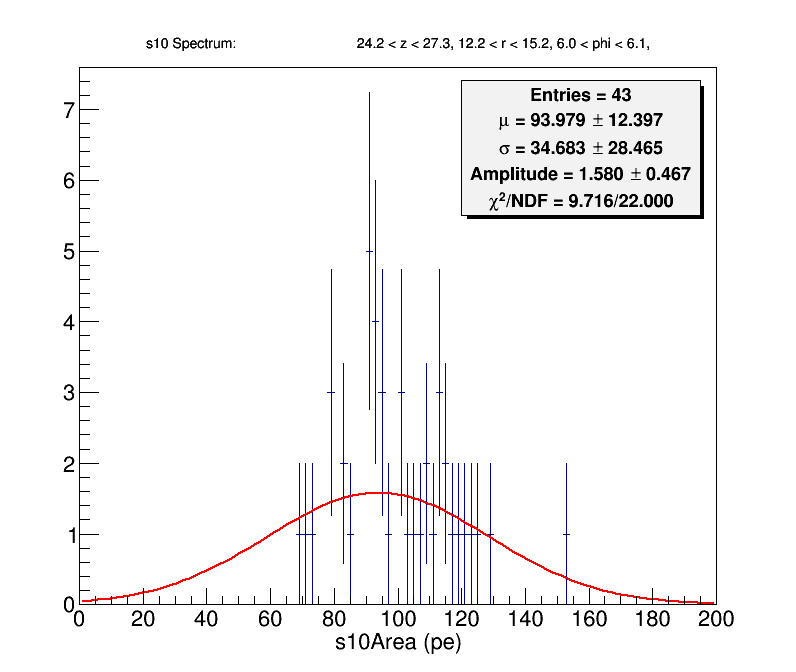 s10 Spectrum: 24.2 < z < 27.3, 12.2 < r < 15.2, 6.0 < phi < 6.1,
Entries = 43
μ = 93.979 ± 12.397
σ = 34.683 ± 28.465
Amplitude = 1.580 ± 0.467
χ²/NDF = 9.716/22.000
7
6
5
4
3
2
1
0
0 20 40 60 80 100 120 140 160 180 200
s10Area (pe)